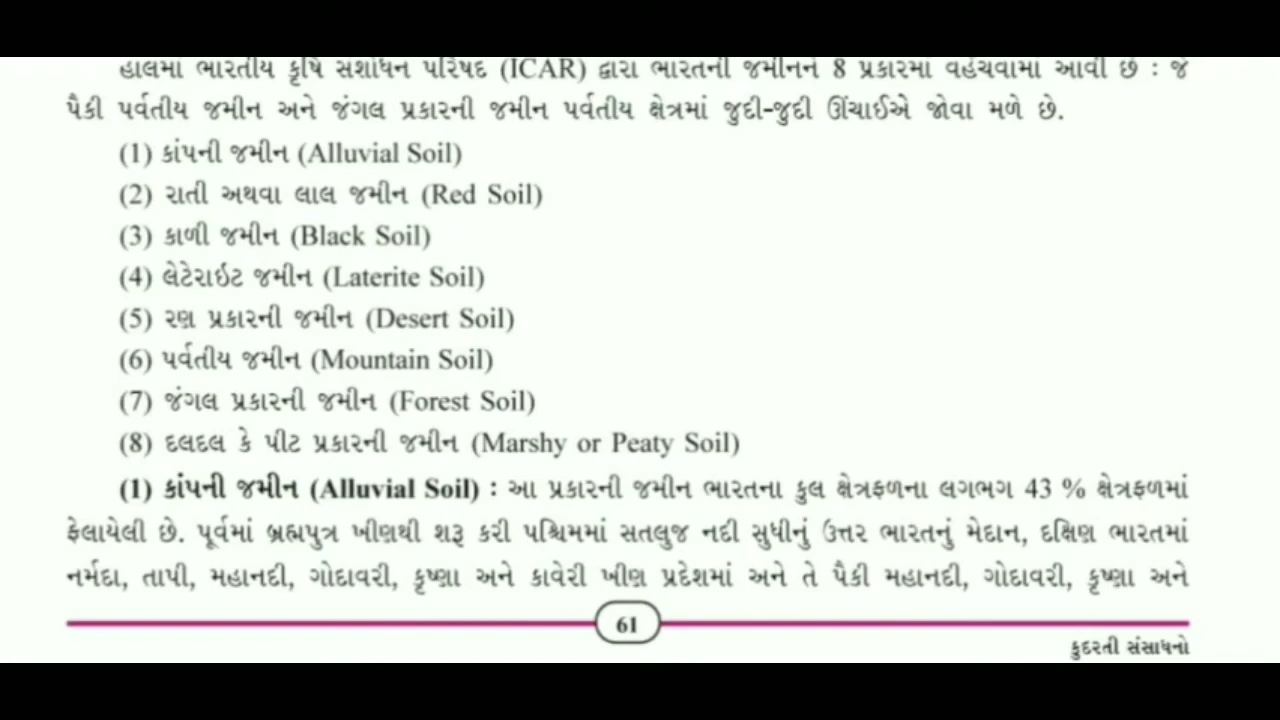 હાલમાં ભારતીય કૃષિ સંશોધન પરિષદ (ICAR) દ્વારા ભારતની જમીનને 8 પ્રકારમાં વહેંચવામાં આવી છે : જે
પૈકી પર્વતીય જમીન અને જંગલ પ્રકારની જમીન પર્વતીય ક્ષેત્રમાં જુદી-જુદી ઊંચાઈએ જોવા મળે છે.
(1) કાંપની જમીન (Alluvial Soil)
(2) રાતી અથવા લાલ જમીન (Red Soil)
(3) કાળી જમીન (Black Soil)
(4) લેટેરાઇટ જમીન (Laterite Soil)
(5) રણ પ્રકારની જમીન (Desert Soil)
(6) પર્વતીય જમીન (Mountain Soil)
(7) જંગલ પ્રકારની જમીન (Forest Soil)
(8) દલદલ કે પીટ પ્રકારની જમીન (Marshy or Peaty Soil)
(1) કાંપની જમીન (Alluvial Soil) : આ પ્રકારની જમીન ભારતના કુલ ક્ષેત્રફળના લગભગ 43 % ક્ષેત્રફળમાં
ફેલાયેલી છે. પૂર્વમાં બ્રહ્મપુત્ર ખીણથી શરૂ કરી પશ્ચિમમાં સતલુજ નદી સુધીનું ઉત્તર ભારતનું મેદાન, દક્ષિણ ભારતમાં
નર્મદા, તાપી, મહાનદી, ગોદાવરી, કૃષ્ણા અને કાવેરી ખીણ પ્રદેશમાં અને તે પૈકી મહાનદી, ગોદાવરી, કૃષ્ણા અને
61
કુદરતી સંસાધનો